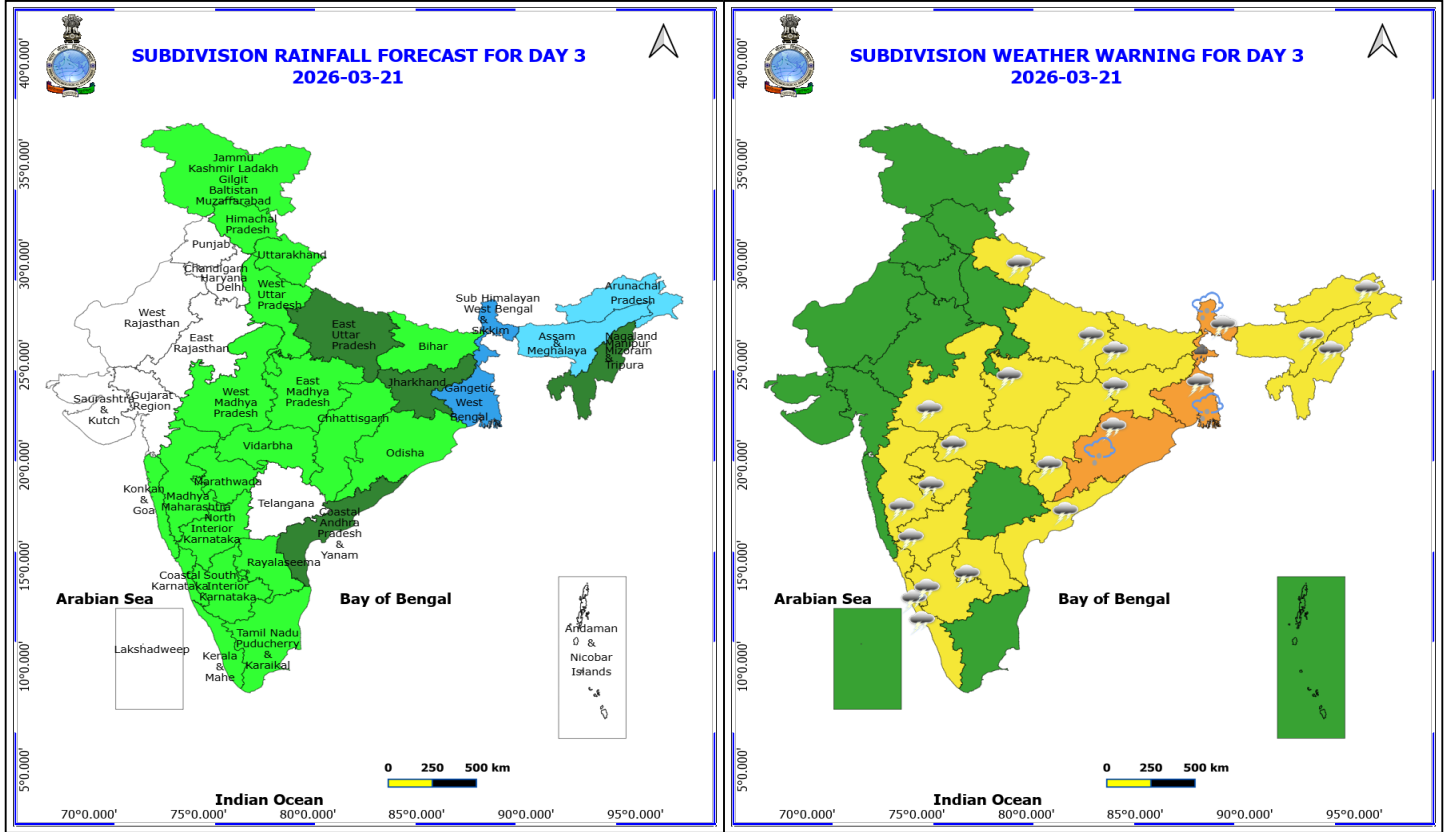 SUBDIVISION RAINFALL FORECAST FOR DAY 3
2026-03-21
40°0.000'
35°0.000'
30°0.000'
25°0.000'
20°0.000'
15°0.000'
10°0.000'
5°0.000'
Jammu
Kashmir Ladakh
Gilgit
Baltistan
Muzaffarabad
Himachal
Pradesh
Punjab
Uttarakhand
Chandigarh
Haryana
Delhi
West
Uttar
Pradesh
West
Rajasthan
East
Rajasthan
East
Uttar
Pradesh
Bihar
Sub Himalayan
West Bengal
&
Sikkim
Arunachal
Pradesh
Assam
&
Meghalaya
Nagaland
Manipur
Mizoram
&
Tripura
Jharkhand
Gangetic
West
Bengal
Saurashtra
&
Kutch
Gujarat
Region
West
Madhya
Pradesh
East
Madhya
Pradesh
Chhattisgarh
Vidarbha
Odisha
Konkan
&
Goa
Marathwada
Madhya
Maharashtra
Telangana
North
Interior
Karnataka
Coastal
Andhra
Pradesh
&
Yanam
Rayalaseema
Coastal
Karnataka
South
Interior
Karnataka
Arabian Sea
Bay of Bengal
Lakshadweep
Tamil Nadu
Puducherry
&
Karaikal
Kerala
&
Mahe
Andaman
&
Nicobar
Islands
0 250 500 km
Indian Ocean
70°0.000' 75°0.000' 80°0.000' 85°0.000' 90°0.000' 95°0.000'
SUBDIVISION WEATHER WARNING FOR DAY 3
2026-03-21
40°0.000'
35°0.000'
30°0.000'
25°0.000'
20°0.000'
15°0.000'
10°0.000'
5°0.000'
Arabian Sea
Bay of Bengal
0 250 500 km
Indian Ocean
70°0.000' 75°0.000' 80°0.000' 85°0.000' 90°0.000' 95°0.000'